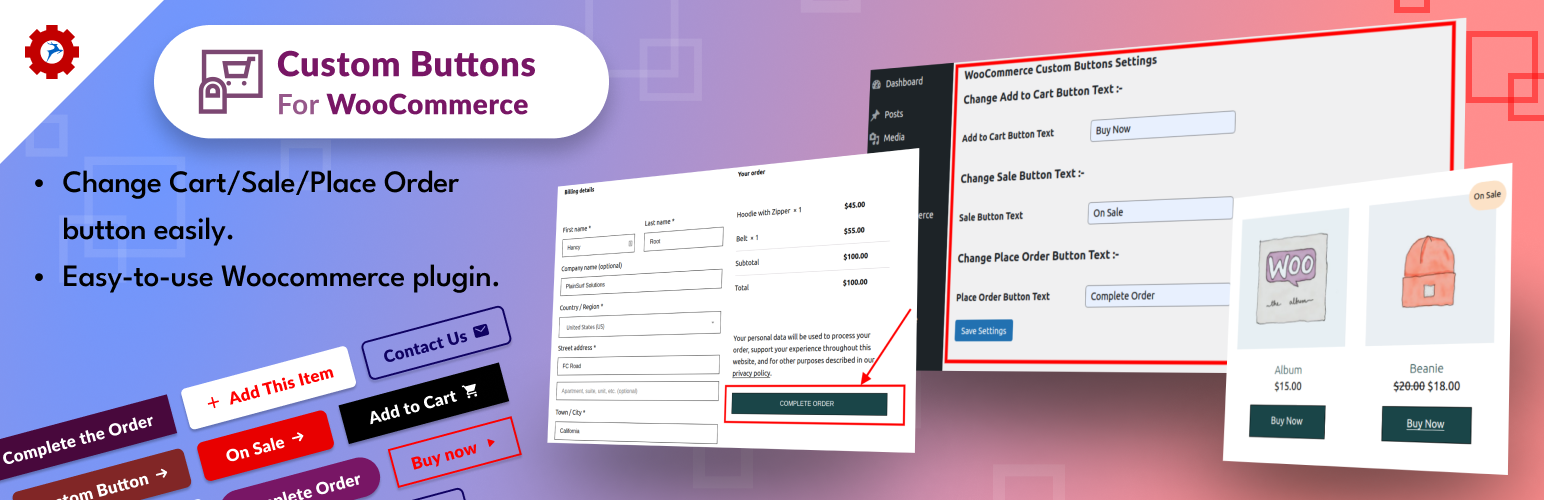 Custom Buttons
For WooCommerce
• Change Cart/Sale/Place Order
button easily.
• Easy-to-use Woocommerce plugin.
Contact Us
+ Add This Item
Add to Cart
Complete the Order
On Sale →
Buy now
Button →
Order
Billing details
First name *
Last name *
Root
Company name (optional)
PlainSurf Solutions
Country / Region *
United States (US)
Street address *
FC Road
Apartment, suite, unit, etc. (optional)
Town / City *
California
Your order
Hoodie with Zipper × 1
$45.00
Belt × 1
$55.00
Subtotal
$100.00
Total
$100.00
Your personal data will be used to process your
order, support your experience throughout this
website, and for other purposes described in our
privacy policy.
COMPLETE ORDER
Dashboard
Posts
Media
WooCommerce Custom Buttons Settings
Change Add to Cart Button Text :-
Add to Cart Button Text
Buy Now
Change Sale Button Text :-
Sale Button Text
On Sale
Change Place Order Button Text :-
Place Order Button Text
Complete Order
Save Settings
On Sale
WOO
the album
Album
$15.00
Buy Now
Beanie
$20.00 $18.00
Buy Now